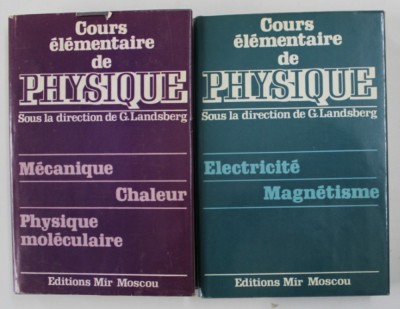 Cours
élémentaire
de
PHYSIQUE
Sous la direction de G.Landsberg
Mécanique
Chaleur
Physique
moléculaire
Editions Mir Moscou
Cours
élémentaire
de
PHYSIQUE
Sous la direction de G.Landsberg
Electricité
Magnétisme
Editions Mir Moscou